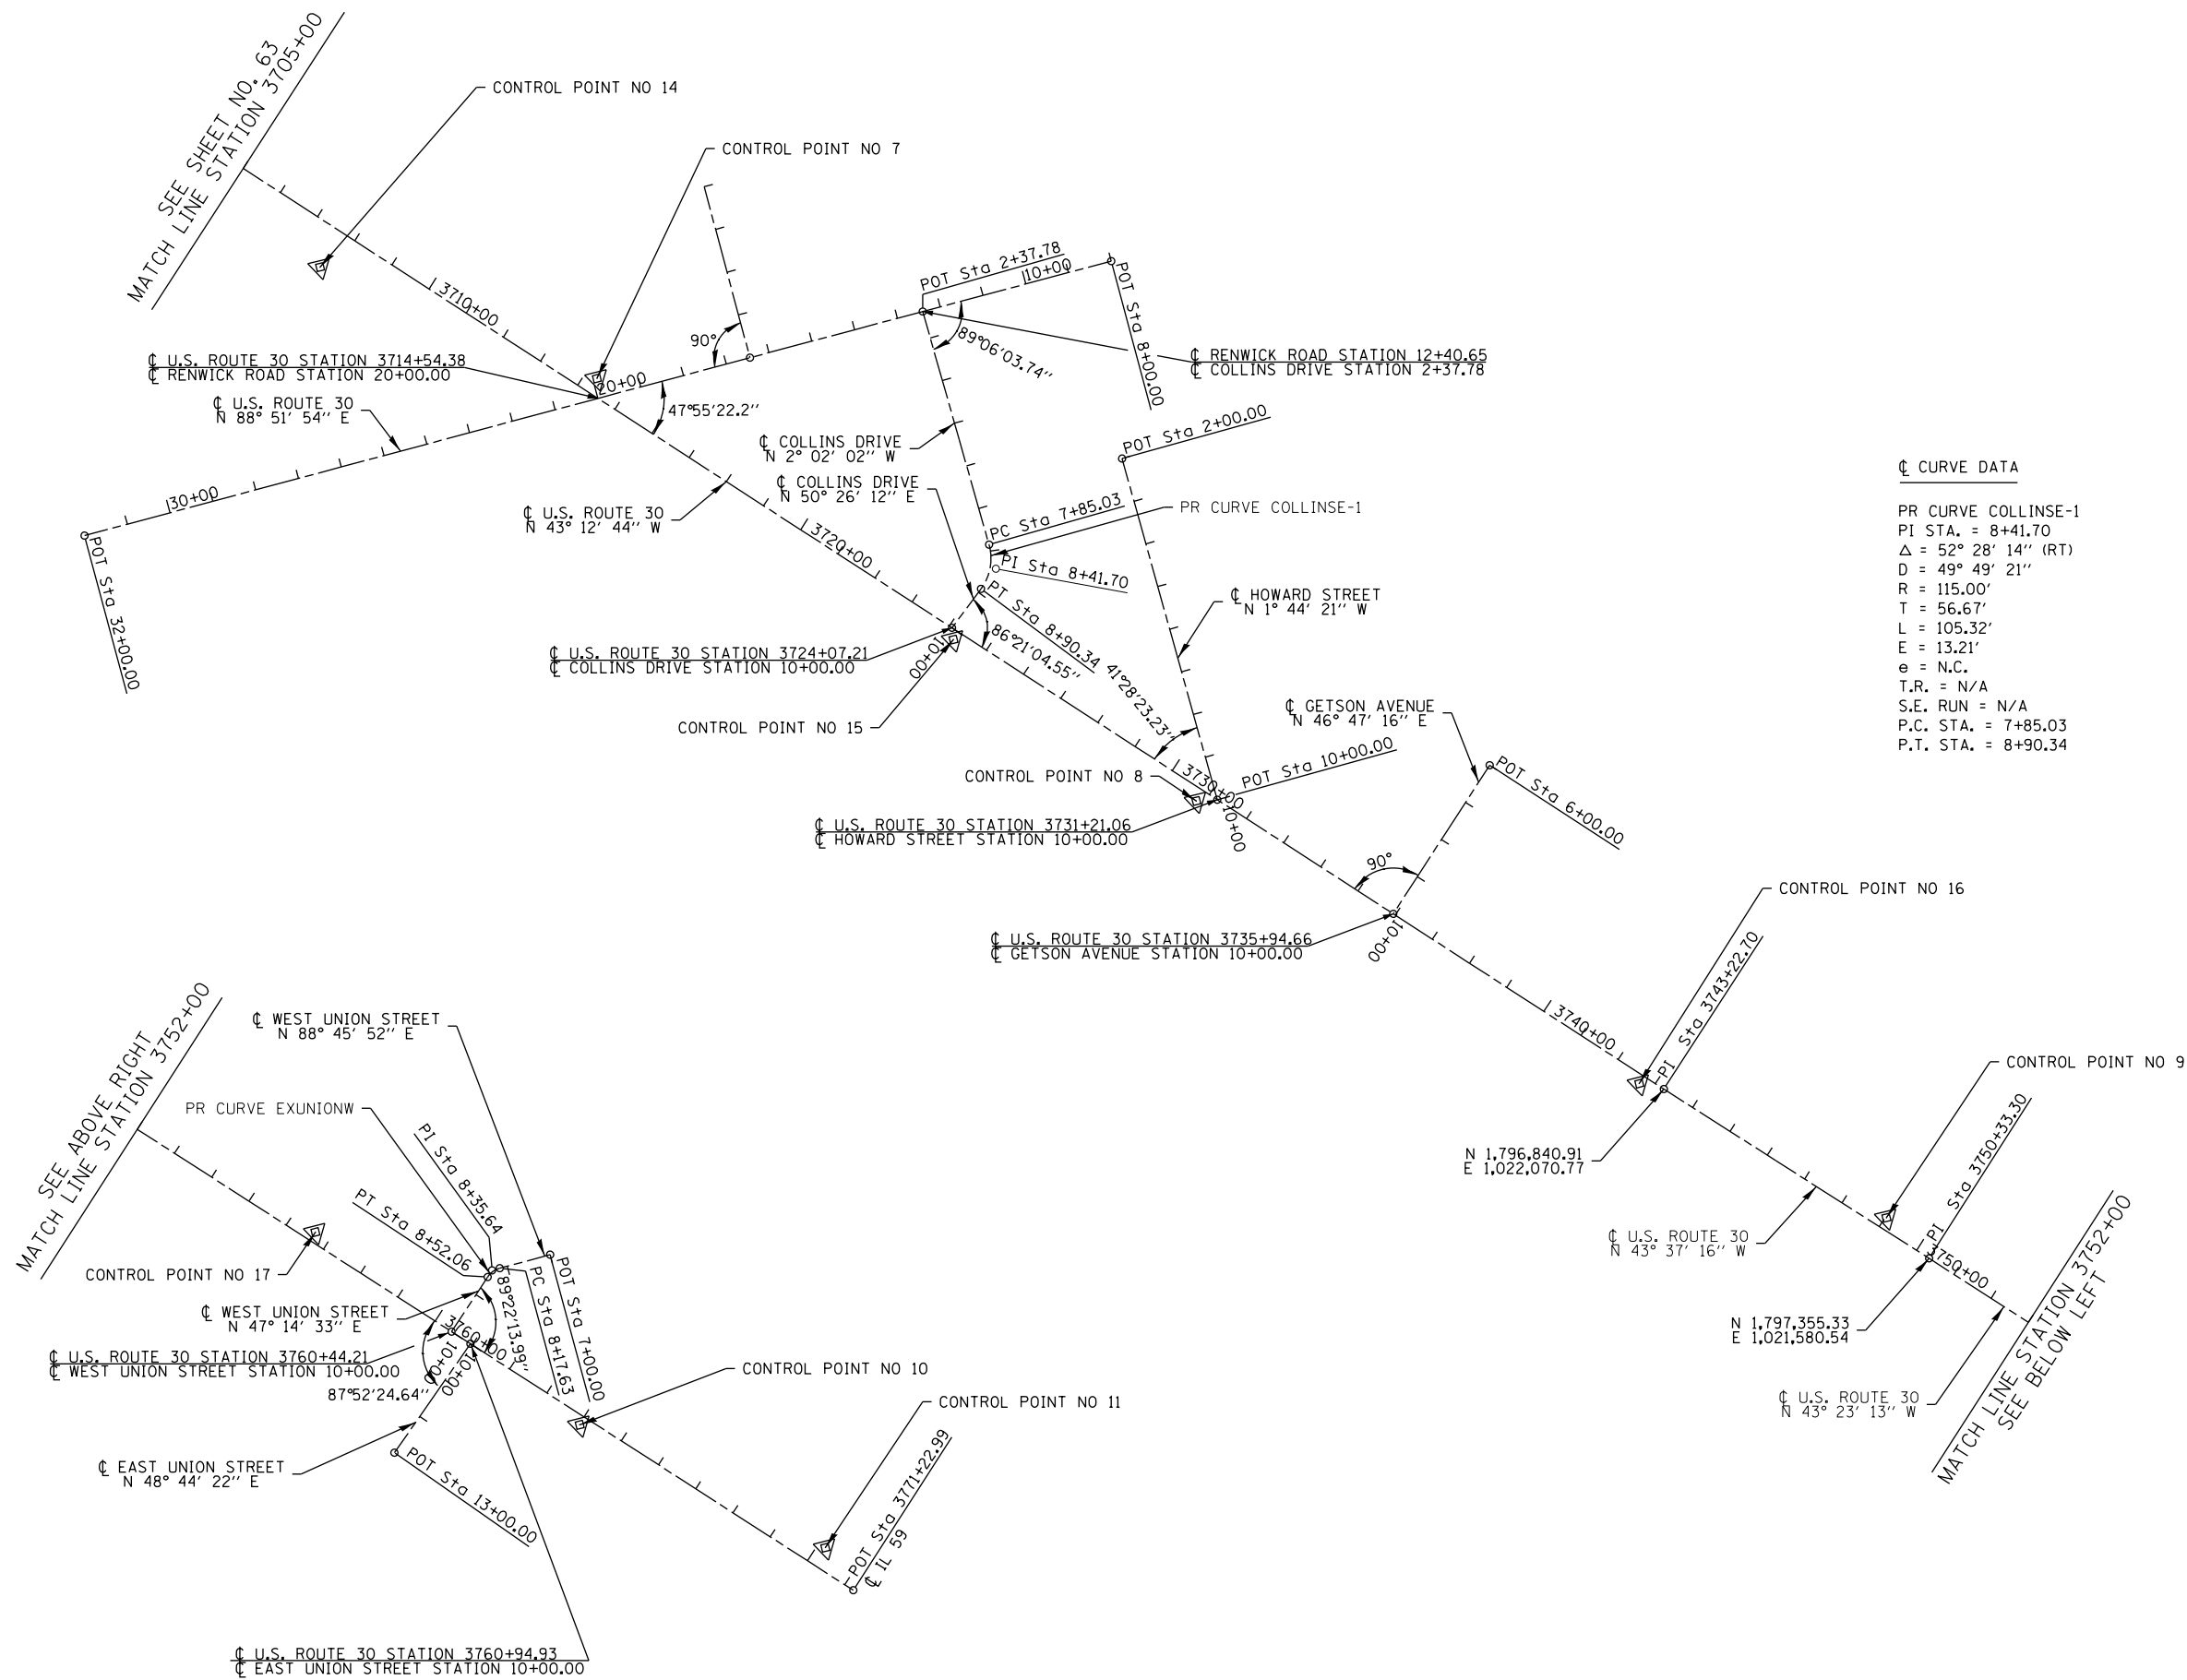 SEE SHEET NO. 63
MATCH LINE STATION 3705+00
CONTROL POINT NO 14
CONTROL POINT NO 7
3710+00
90°
20+00
47°55'22.2"
℄ U.S. ROUTE 30 STATION 3714+54.38
℄ RENWICK ROAD STATION 20+00.00
℄ U.S. ROUTE 30
N 88° 51' 54" E
30+00
POT Sta 32+00.00
POT Sta 2+37.78
10+00
POT Sta 8+00.00
89°06'03.74"
℄ RENWICK ROAD STATION 12+40.65
℄ COLLINS DRIVE STATION 2+37.78
POT Sta 2+00.00
℄ COLLINS DRIVE
N 2° 02' 02" W
℄ COLLINS DRIVE
N 50° 26' 12" E
℄ U.S. ROUTE 30
N 43° 12' 44" W
3720+00
PC Sta 7+85.03
PR CURVE COLLINSE-1
PI Sta 8+41.70
PT Sta 8+90.34
86°21'04.55"
41°28'23.23"
10+00
℄ HOWARD STREET
N 1° 44' 21" W
℄ U.S. ROUTE 30 STATION 3724+07.21
℄ COLLINS DRIVE STATION 10+00.00
CONTROL POINT NO 15
℄ GETSON AVENUE
N 46° 47' 16" E
POT Sta 10+00.00
CONTROL POINT NO 8
3730+00
10+00
POT Sta 6+00.00
℄ U.S. ROUTE 30 STATION 3731+21.06
℄ HOWARD STREET STATION 10+00.00
90°
10+00
℄ U.S. ROUTE 30 STATION 3735+94.66
℄ GETSON AVENUE STATION 10+00.00
CONTROL POINT NO 16
3740+00
PI Sta 3743+22.70
N 1,796,840.91
E 1,022,070.77
CONTROL POINT NO 9
PI Sta 3750+33.30
3750+00
℄ U.S. ROUTE 30
N 43° 37' 16" W
N 1,797,355.33
E 1,021,580.54
℄ U.S. ROUTE 30
N 43° 23' 13" W
MATCH LINE STATION 3752+00
SEE BELOW LEFT
℄ CURVE DATA
PR CURVE COLLINSE-1
PI STA. = 8+41.70
△ = 52° 28' 14" (RT)
D = 49° 49' 21"
R = 115.00'
T = 56.67'
L = 105.32'
E = 13.21'
e = N.C.
T.R. = N/A
S.E. RUN = N/A
P.C. STA. = 7+85.03
P.T. STA. = 8+90.34
SEE ABOVE RIGHT
MATCH LINE STATION 3752+00
℄ WEST UNION STREET
N 88° 45' 52" E
PR CURVE EXUNIONW
PI Sta 8+35.64
PT Sta 8+52.06
CONTROL POINT NO 17
℄ WEST UNION STREET
N 47° 14' 33" E
89°22'13.99"
PC Sta 8+17.63
POT Sta 7+00.00
3760+00
10+00
10+00
℄ U.S. ROUTE 30 STATION 3760+44.21
℄ WEST UNION STREET STATION 10+00.00
87°52'24.64"
CONTROL POINT NO 10
CONTROL POINT NO 11
℄ EAST UNION STREET
N 48° 44' 22" E
POT Sta 13+00.00
POT Sta 3771+22.99
℄ IL 59
℄ U.S. ROUTE 30 STATION 3760+94.93
℄ EAST UNION STREET STATION 10+00.00